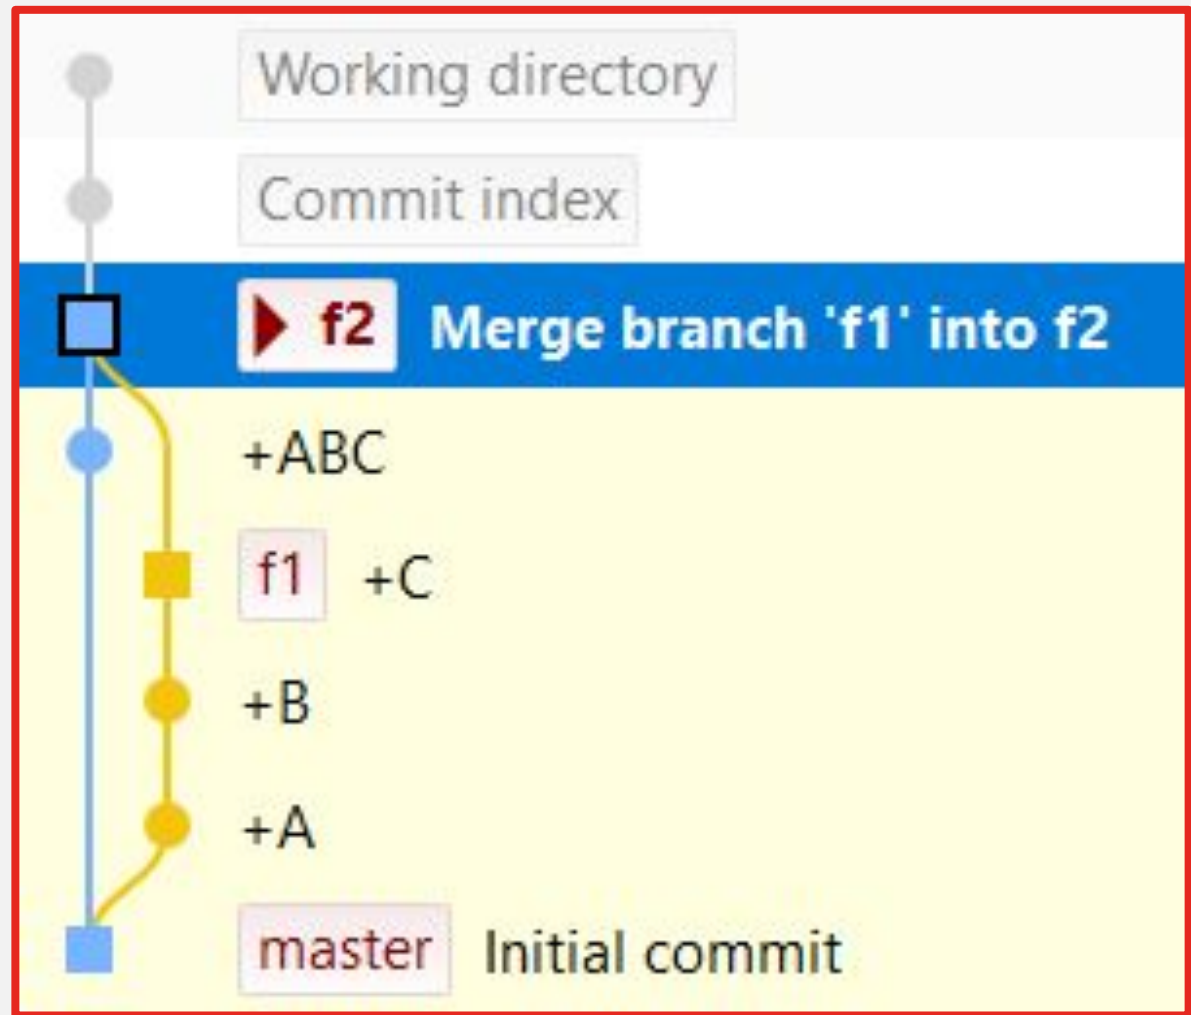 Working directory
Commit index
f2 Merge branch 'f1' into f2
+ABC
f1 +C
+B
+A
master Initial commit